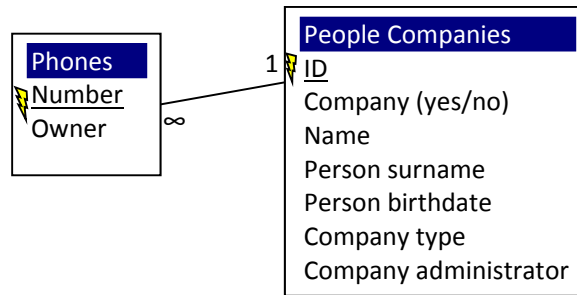 Phones
Number
Owner
∞
1
People Companies
ID
Company (yes/no)
Name
Person surname
Person birthdate
Company type
Company administrator